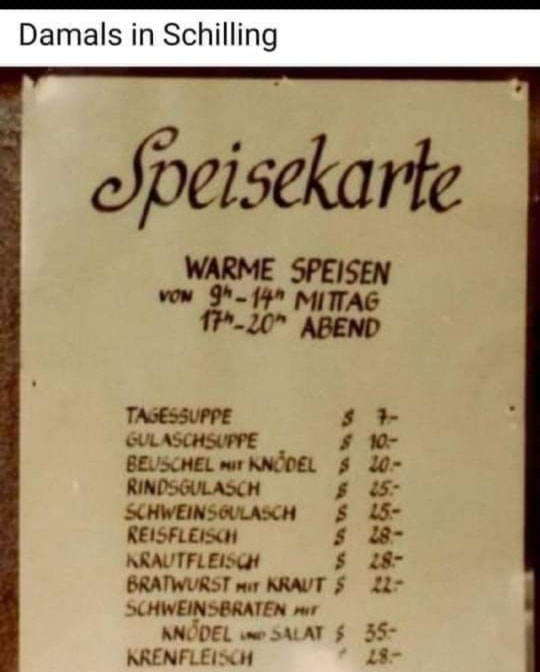 Damals in Schilling
Speisekarte
WARME SPEISEN
VON 9h-14h MITTAG
17h-20h ABEND
TAGESSUPPE $ 7-
GULASCHSUPPE $ 10.-
BEUSCHEL MIT KNÖDEL $ 20.-
RINDSGULASCH $ 25.-
SCHWEINSGULASCH $ 25.-
REISFLEISCH $ 28.-
KRAUTFLEISCH $ 28.-
BRATWURST MIT KRAUT $ 22.-
SCHWEINSBRATEN MIT
KNÖDEL UND SALAT $ 35.-
KRENFLEISCH 28.-